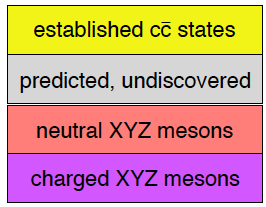 established cc̄ states
predicted, undiscovered
neutral XYZ mesons
charged XYZ mesons